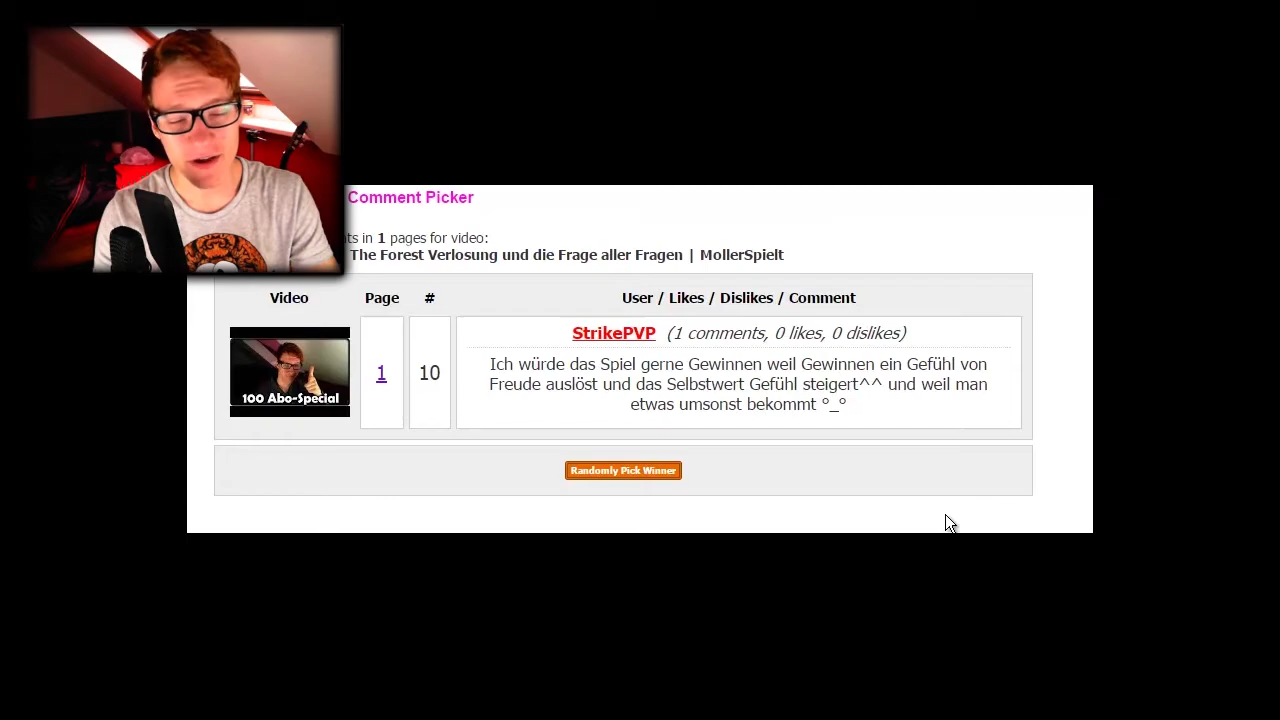 Comment Picker
ts in 1 pages for video:
The Forest Verlosung und die Frage aller Fragen | MollerSpielt
Video Page # User / Likes / Dislikes / Comment
StrikePVP (1 comments, 0 likes, 0 dislikes)
1 10 Ich würde das Spiel gerne Gewinnen weil Gewinnen ein Gefühl von
Freude auslöst und das Selbstwert Gefühl steigert^^ und weil man
etwas umsonst bekommt °_°
100 Abo-Special
Randomly Pick Winner